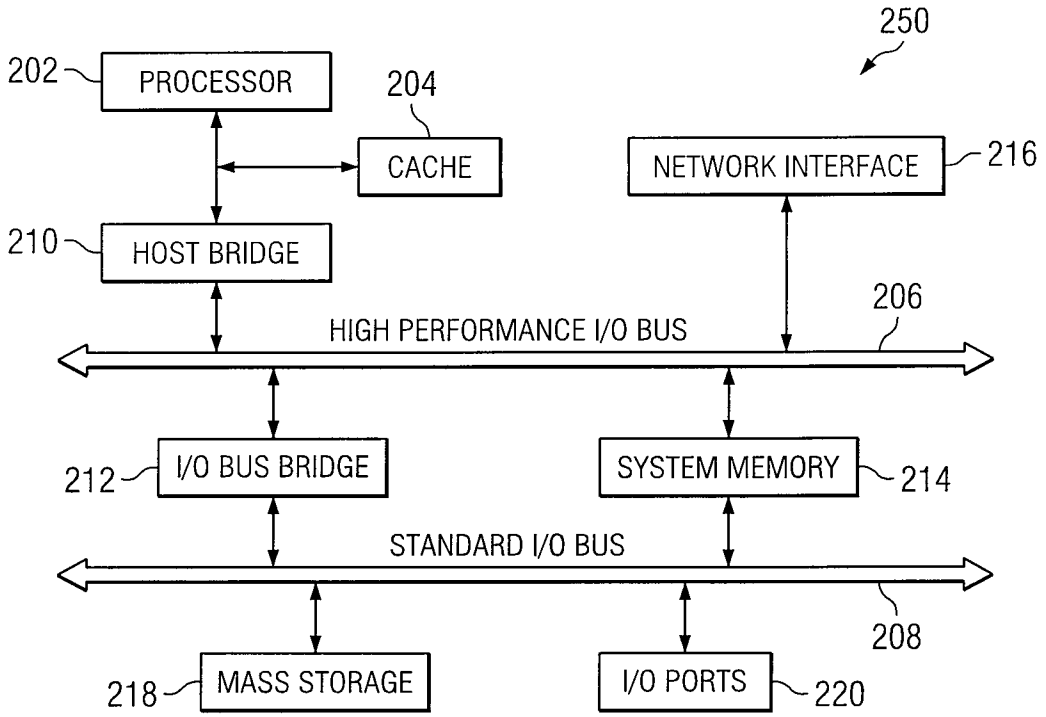 250
202
PROCESSOR
204
CACHE
NETWORK INTERFACE
216
210
HOST BRIDGE
206
HIGH PERFORMANCE I/O BUS
212
I/O BUS BRIDGE
SYSTEM MEMORY
214
STANDARD I/O BUS
208
218
MASS STORAGE
I/O PORTS
220